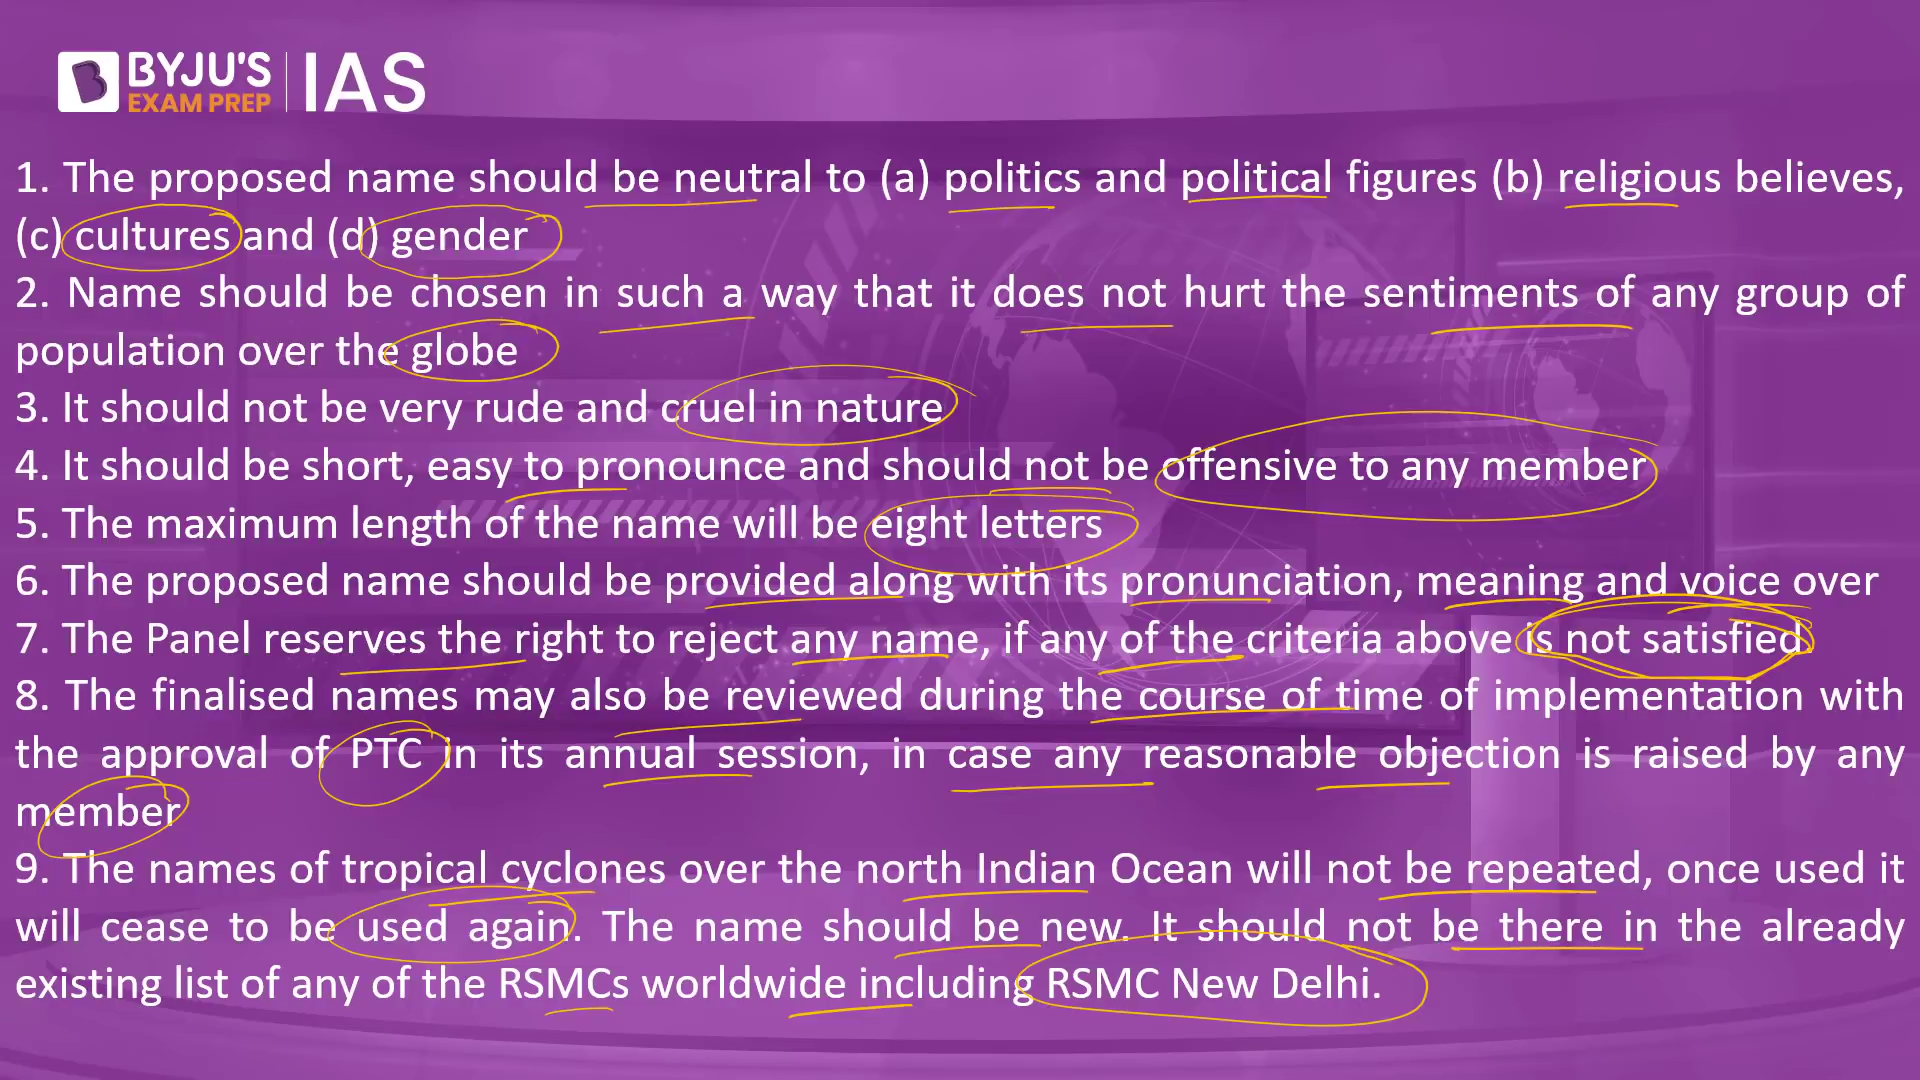 BYJU'S
EXAM PREP
IAS
1. The proposed name should be neutral to (a) politics and political figures (b) religious believes,
(c) cultures and (d) gender
2. Name should be chosen in such a way that it does not hurt the sentiments of any group of
population over the globe
3. It should not be very rude and cruel in nature
4. It should be short, easy to pronounce and should not be offensive to any member
5. The maximum length of the name will be eight letters
6. The proposed name should be provided along with its pronunciation, meaning and voice over
7. The Panel reserves the right to reject any name, if any of the criteria above is not satisfied.
8. The finalised names may also be reviewed during the course of time of implementation with
the approval of PTC in its annual session, in case any reasonable objection is raised by any
member
9. The names of tropical cyclones over the north Indian Ocean will not be repeated, once used it
will cease to be used again. The name should be new. It should not be there in the already
existing list of any of the RSMCs worldwide including RSMC New Delhi.